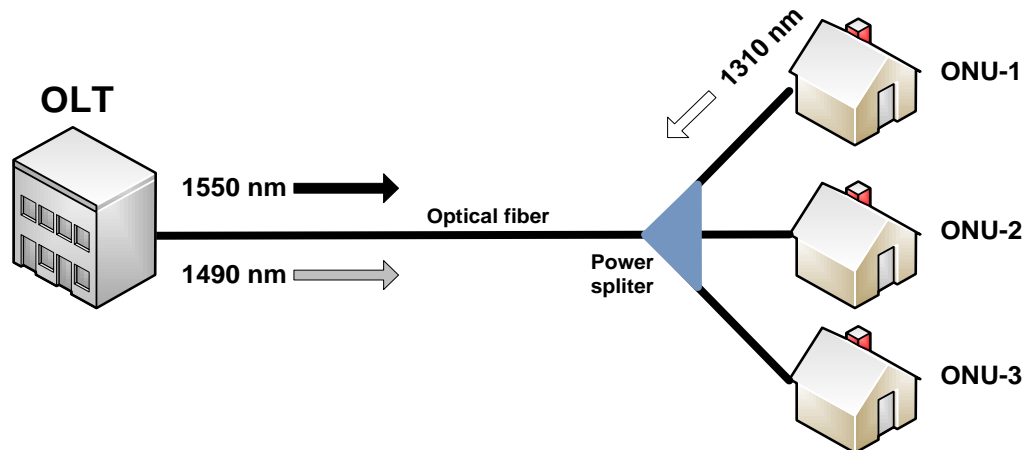 OLT
1550 nm
1490 nm
Optical fiber
Power
spliter
1310 nm
ONU-1
ONU-2
ONU-3